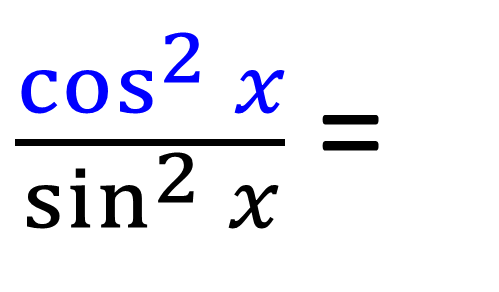 cos² x
sin² x =